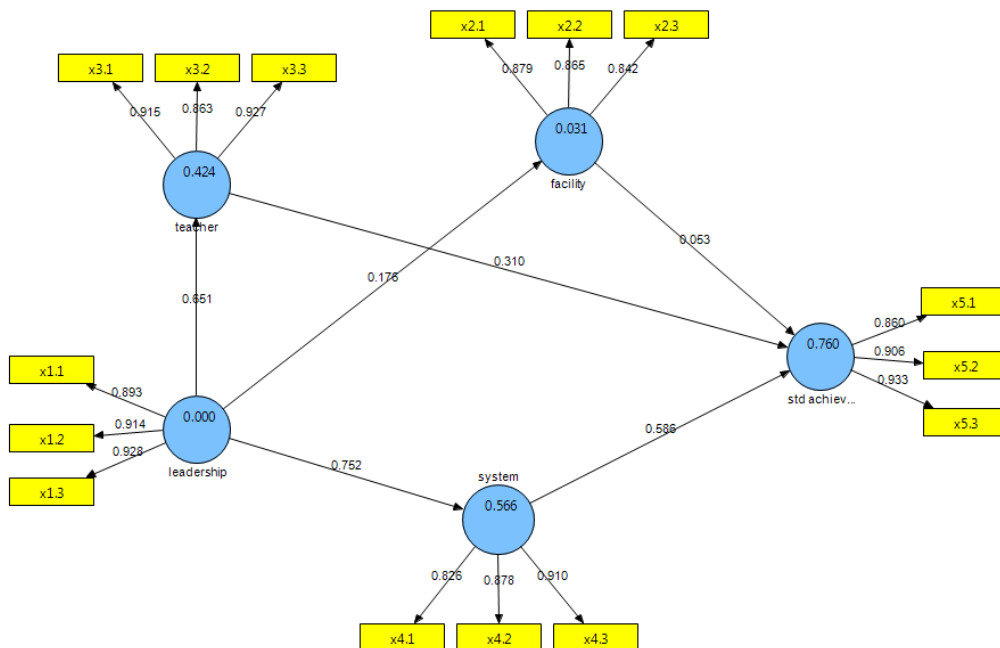 x2.1 x2.2 x2.3
x3.1 x3.2 x3.3
0.879 0.865 0.842
0.915 0.863 0.927
0.031
facility
0.424
teacher
0.053
0.310
0.176
0.651
x5.1
0.860
0.760
0.906
x5.2
std achiev...
0.933
x5.3
x1.1
0.893
0.000
0.914
x1.2
0.928
leadership
x1.3
0.752
0.586
system
0.566
0.826 0.878 0.910
x4.1 x4.2 x4.3